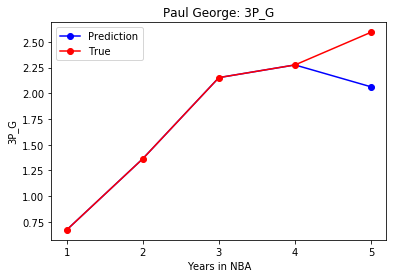 Paul George: 3P_G
Prediction
True
3P_G
2.50
2.25
2.00
1.75
1.50
1.25
1.00
0.75
1 2 3 4 5
Years in NBA